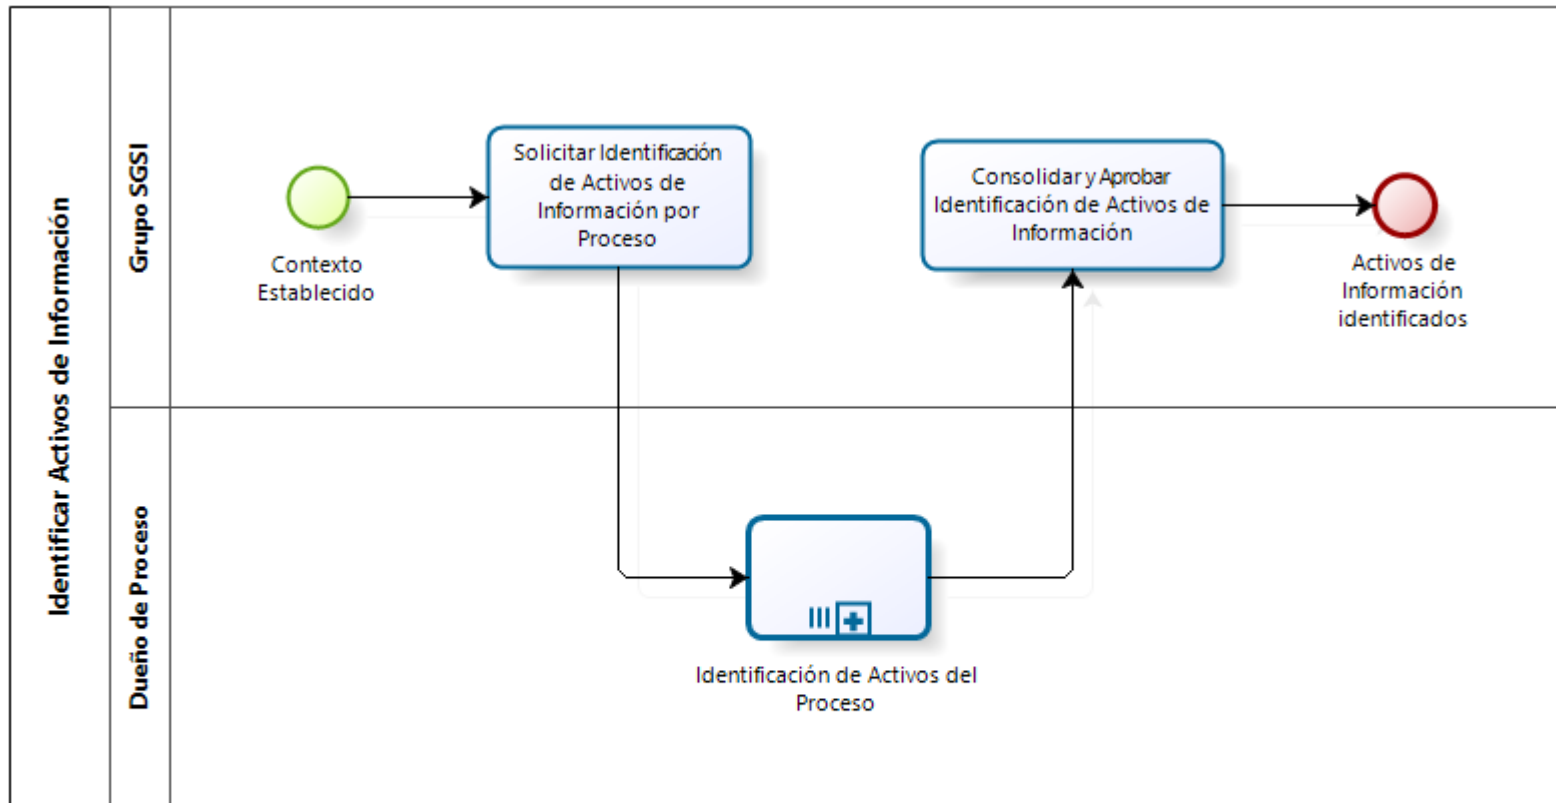 Identificar Activos de Información
Grupo SGSI
Contexto
Establecido
Solicitar Identificación
de Activos de
Información por
Proceso
Consolidar y Aprobar
Identificación de Activos de
Información
Activos de
Información
identificados
Dueño de Proceso
Identificación de Activos del
Proceso